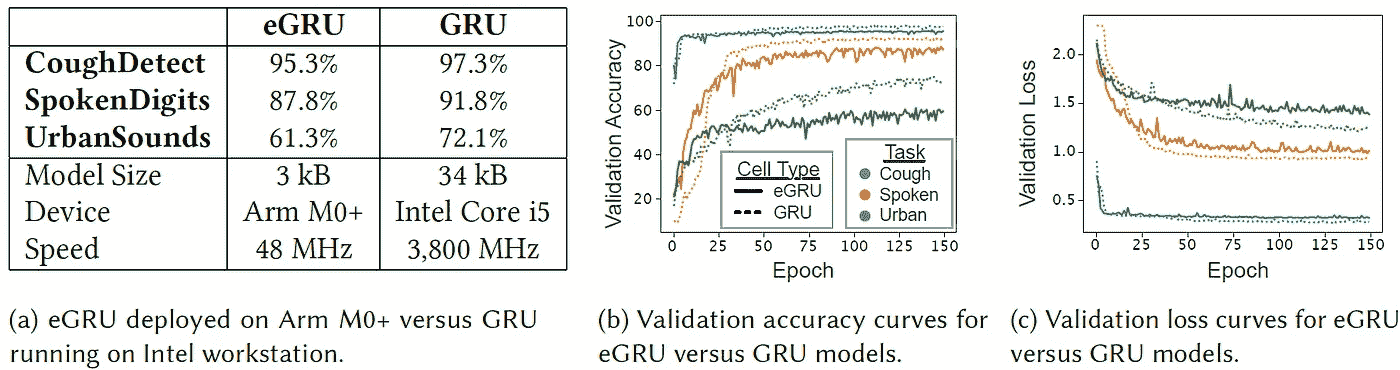 eGRU GRU
CoughDetect 95.3% 97.3%
SpokenDigits 87.8% 91.8%
UrbanSounds 61.3% 72.1%
Model Size 3 kB 34 kB
Device Arm M0+ Intel Core i5
Speed 48 MHz 3,800 MHz
(a) eGRU deployed on Arm M0+ versus GRU
running on Intel workstation.
Validation Accuracy
100
80
60
40
20
Cell Type
eGRU
GRU
Task
Cough
Spoken
Urban
0 25 50 75 100 125 150
Epoch
(b) Validation accuracy curves for
eGRU versus GRU models.
Validation Loss
2.0
1.5
1.0
0.5
0 25 50 75 100 125 150
Epoch
(c) Validation loss curves for eGRU
versus GRU models.